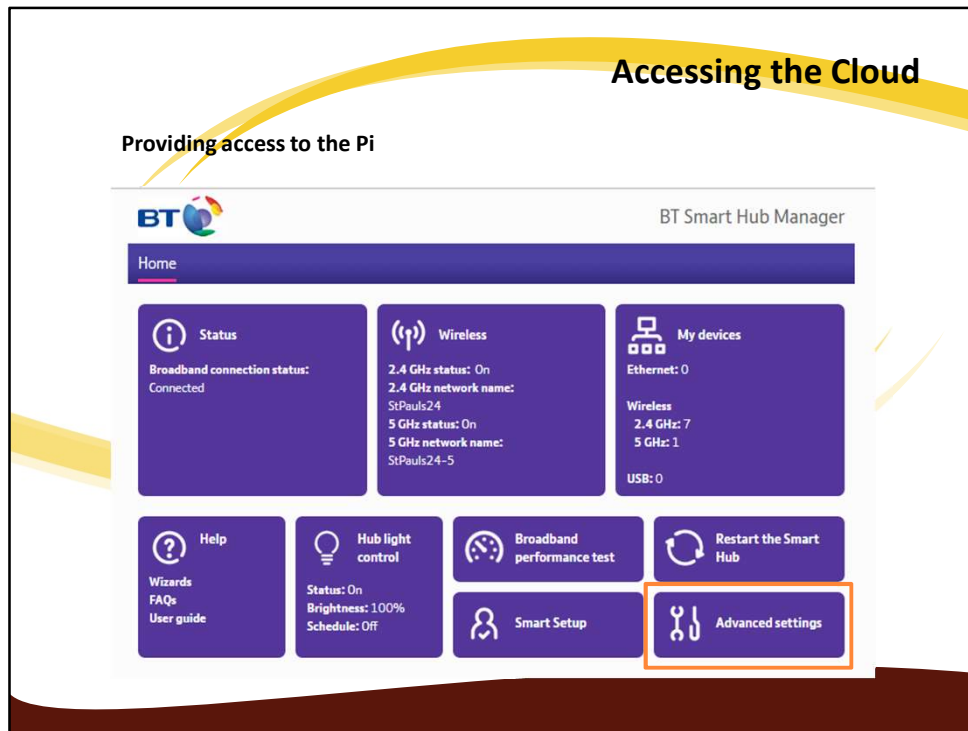 Accessing the Cloud
Providing access to the Pi
BT
BT Smart Hub Manager
Home
Status
Broadband connection status:
Connected
Wireless
2.4 GHz status: On
2.4 GHz network name:
StPauls24
5 GHz status: On
5 GHz network name:
StPauls24-5
My devices
Ethernet: 0
Wireless
2.4 GHz: 7
5 GHz: 1
USB: 0
Help
Wizards
FAQs
User guide
Hub light
control
Status: On
Brightness: 100%
Schedule: Off
Broadband
performance test
Smart Setup
Restart the Smart
Hub
Advanced settings